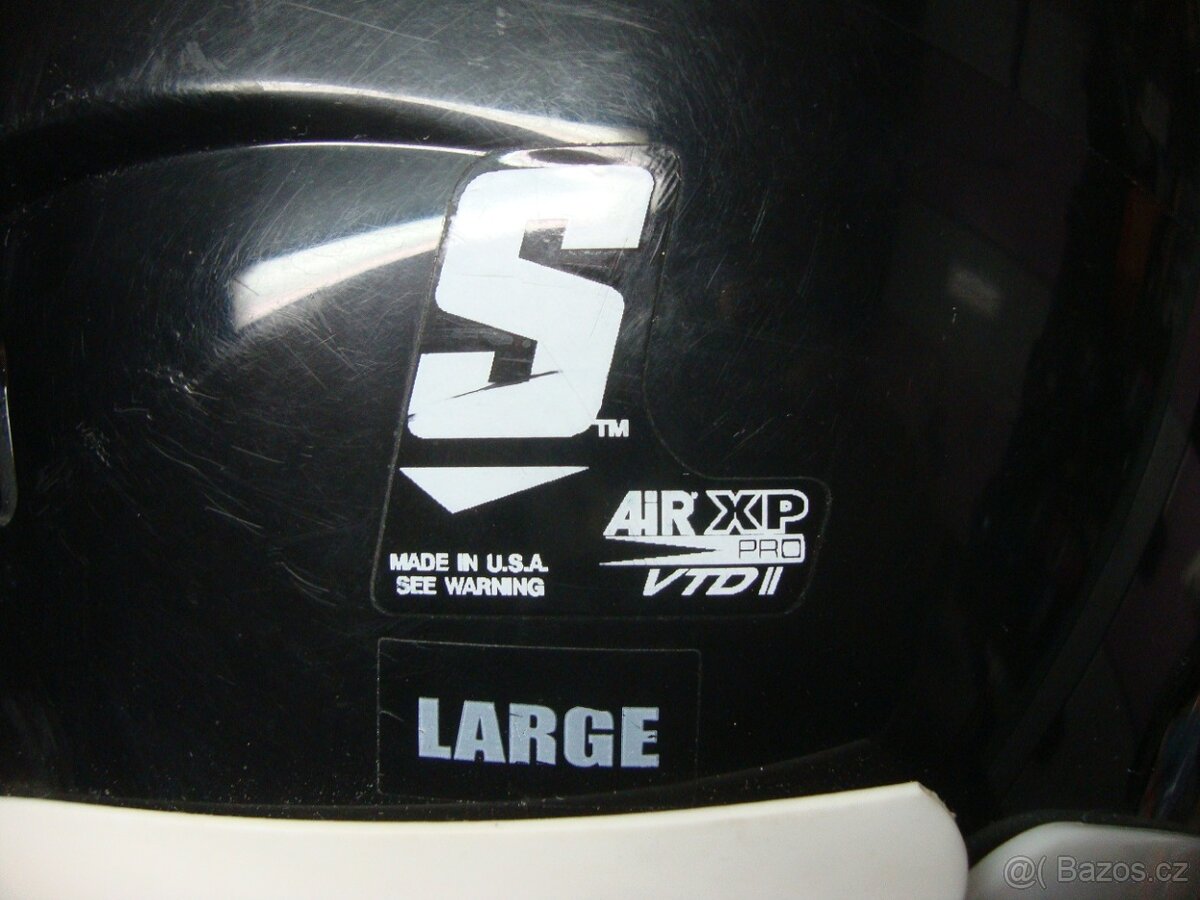 S
TM
AiR XP
PRO
VTD II
MADE IN U.S.A.
SEE WARNING
LARGE
@( Bazos.cz